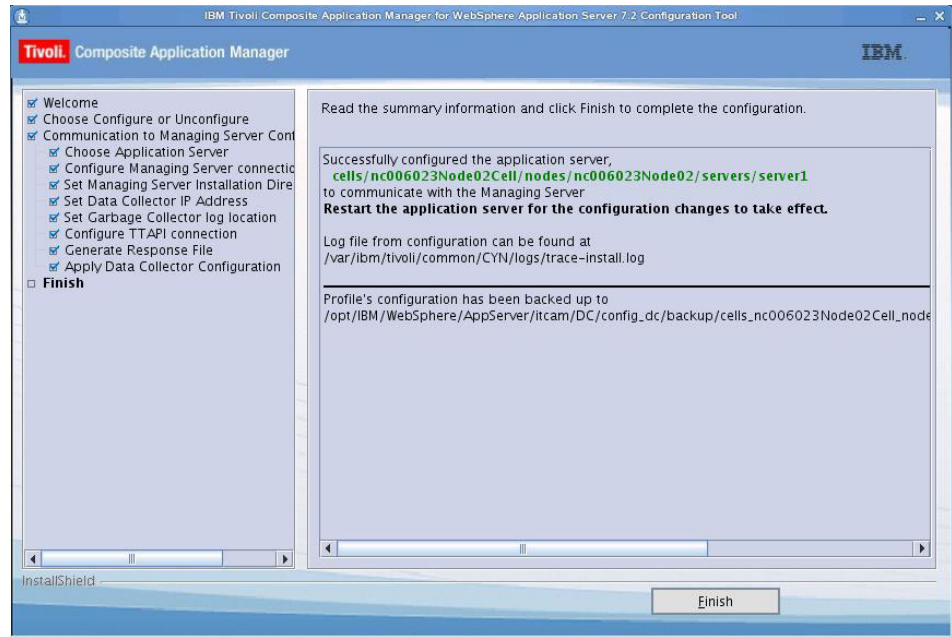 IBM Tivoli Composite Application Manager for WebSphere Application Server 7.2 Configuration Tool
Tivoli. Composite Application Manager
IBM.
Welcome
Choose Configure or Unconfigure
Communication to Managing Server Conf
Choose Application Server
Configure Managing Server connectio
Set Managing Server Installation Dire
Set Data Collector IP Address
Set Garbage Collector log location
Configure TTAPI connection
Generate Response File
Apply Data Collector Configuration
Finish
Read the summary information and click Finish to complete the configuration.
Successfully configured the application server,
cells/nc006023Node02Cell/nodes/nc006023Node02/servers/server1
to communicate with the Managing Server
Restart the application server for the configuration changes to take effect.
Log file from configuration can be found at
/var/ibm/tivoli/common/CYN/logs/trace-install.log
Profile's configuration has been backed up to
/opt/IBM/WebSphere/AppServer/itcam/DC/config_dc/backup/cells_nc006023Node02Cell_node
InstallShield
Finish